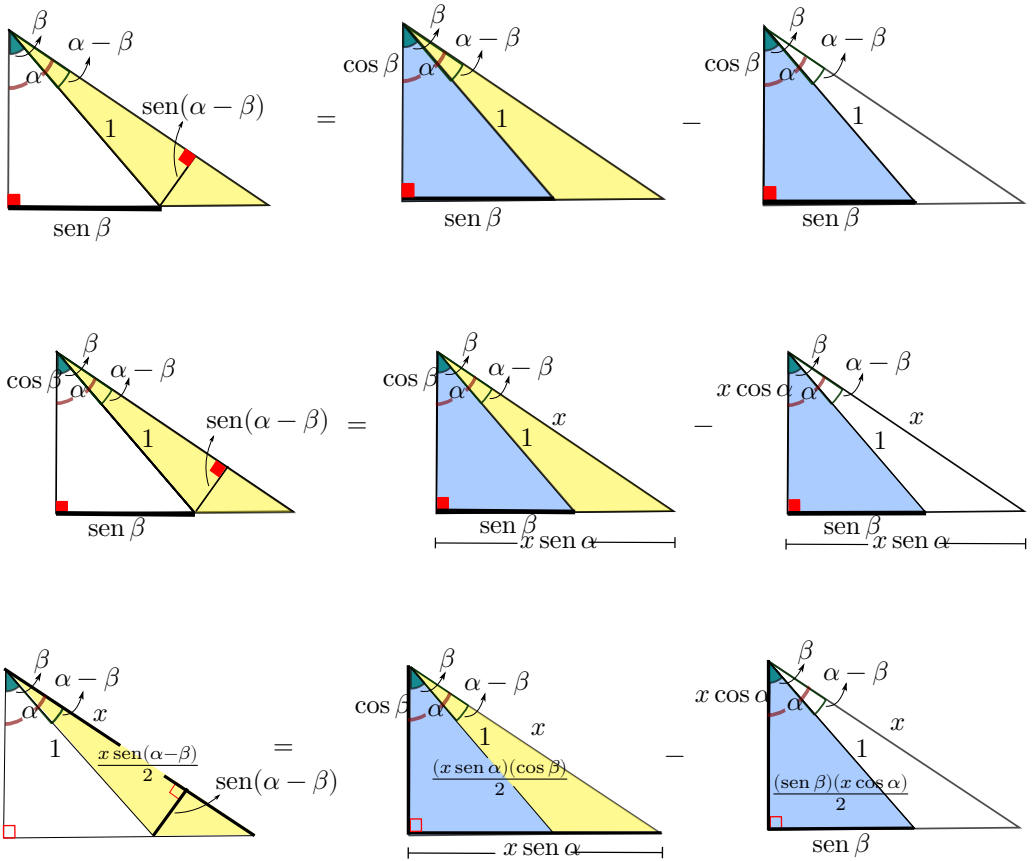 β β β
α − β α − β α − β
α cos β α cos β α
sen(α − β)
1 = 1 − 1
sen β sen β sen β
β β β
α − β α − β α − β
cos β α cos β α x cos α α
sen(α − β) x x
1 = 1 − 1
sen β sen β sen β
x sen α x sen α
β β β
α − β α − β α − β
α x cos β α x x cos α α x
1 = 1 − 1
x sen(α−β)/2 (x sen α)(cos β)/2 (sen β)(x cos α)/2
sen(α − β)
x sen α sen β